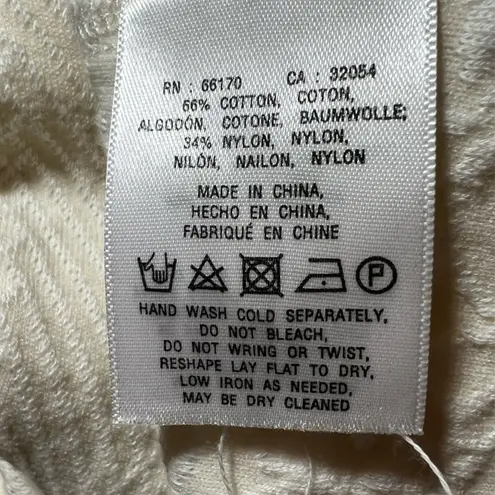 RN : 66170 CA : 32054
66% COTTON, COTON,
ALGODÓN, COTONE, BAUMWOLLE;
34% NYLON, NYLON,
NILÓN, NAILON, NYLON
MADE IN CHINA,
HECHO EN CHINA,
FABRIQUÉ EN CHINE
P
HAND WASH COLD SEPARATELY,
DO NOT BLEACH,
DO NOT WRING OR TWIST,
RESHAPE LAY FLAT TO DRY,
LOW IRON AS NEEDED,
MAY BE DRY CLEANED